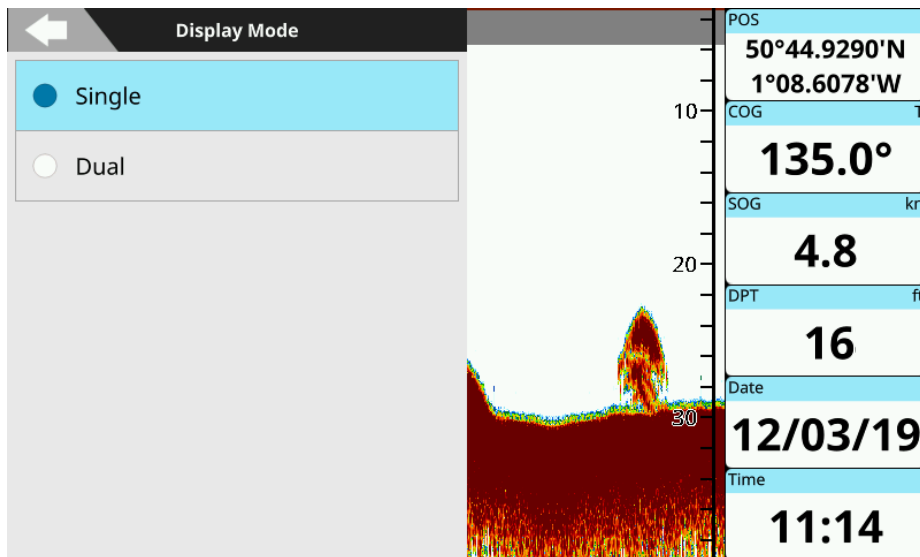 Display Mode
Single
Dual
10
20
30
POS
50°44.9290'N
1°08.6078'W
COG T
135.0°
SOG
4.8
DPT ft
16
Date
12/03/19
Time
11:14